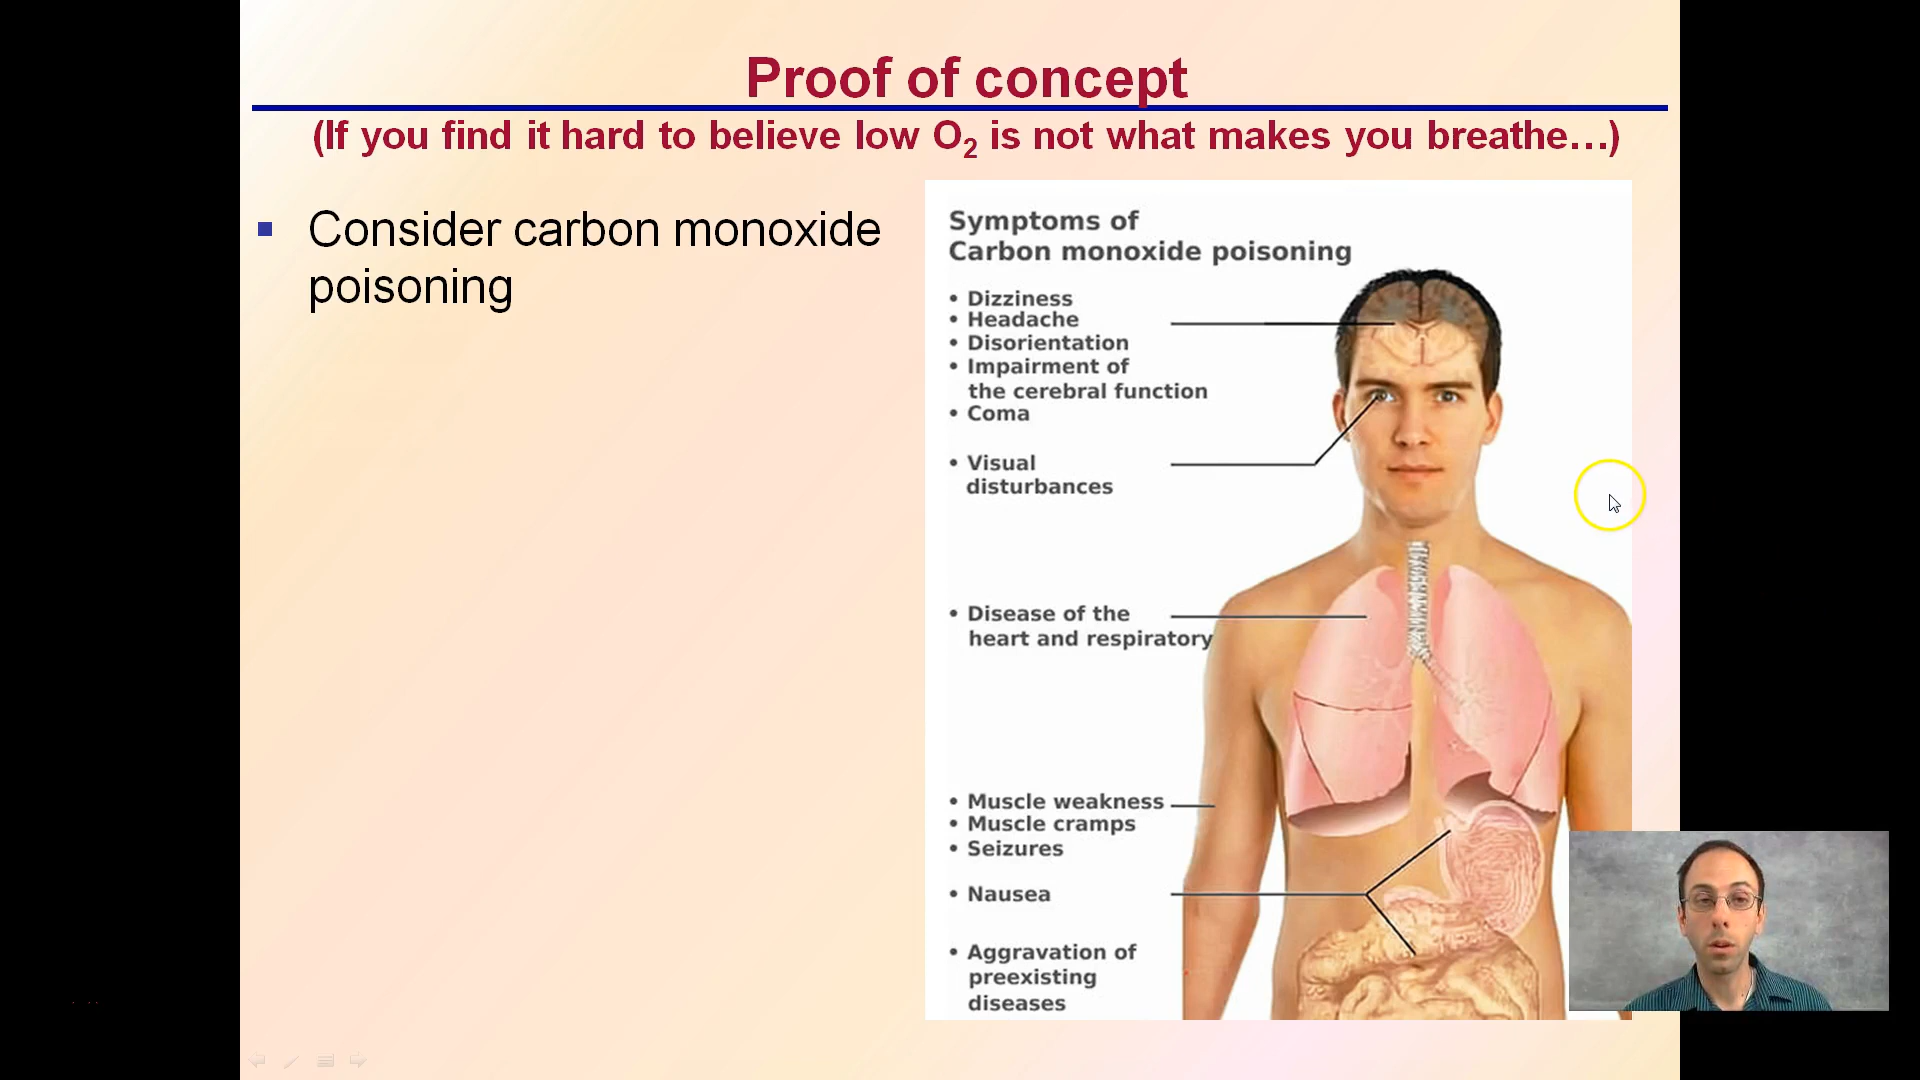 Proof of concept
(If you find it hard to believe low O₂ is not what makes you breathe…)
▪ Consider carbon monoxide
poisoning
Symptoms of
Carbon monoxide poisoning
• Dizziness
• Headache
• Disorientation
• Impairment of
the cerebral function
• Coma
• Visual
disturbances
• Disease of the
heart and respiratory
• Muscle weakness
• Muscle cramps
• Seizures
• Nausea
• Aggravation of
preexisting
diseases